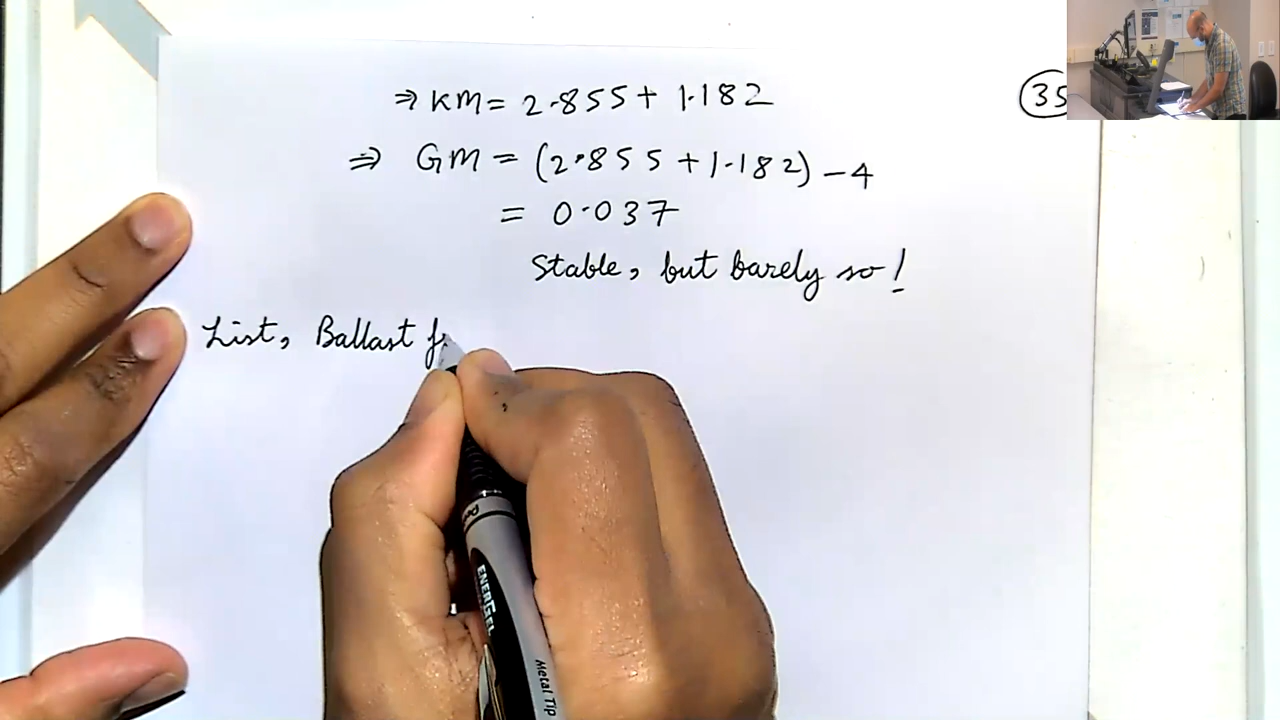 ⇒ KM = 2.855 + 1.182
35
⇒ GM = (2.855 + 1.182) - 4
= 0.037
Stable, but barely so!
List, Ballast
ENERGEL
Metal Tip